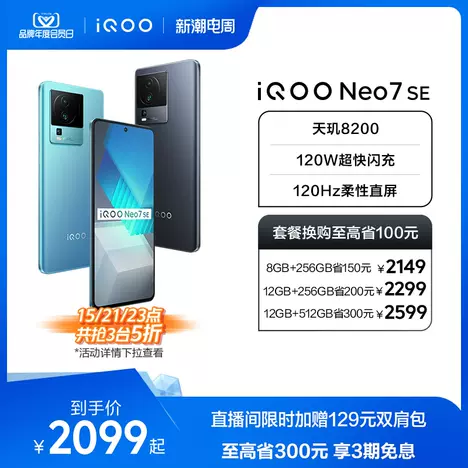 品牌年度会员日
iQOO
新潮电周
iQOO Neo7 SE
天玑8200
120W超快闪充
120Hz柔性直屏
套餐换购至高省100元
8GB+256GB省150元 ¥2149
12GB+256GB省200元 ¥2299
12GB+512GB省300元 ¥2599
iQOO
iQOO
iQOO Neo7 SE
15/21/23点
共抢3台5折
*活动详情下拉查看
到手价
¥2099起
直播间限时加赠129元双肩包
至高省300元 享3期免息